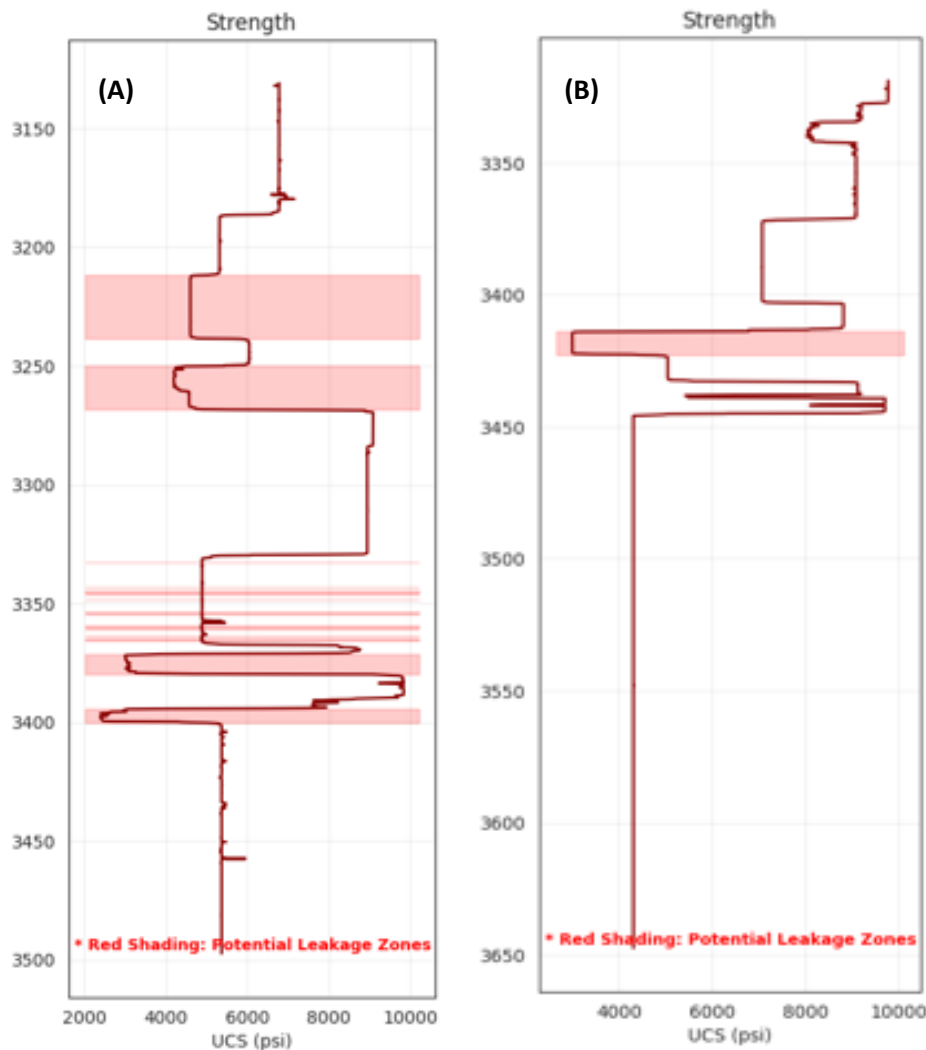 Strength
(A)
3150
3200
3250
3300
3350
3400
3450
3500
* Red Shading: Potential Leakage Zones
2000 4000 6000 8000 10000
UCS (psi)
Strength
(B)
3350
3400
3450
3500
3550
3600
3650
* Red Shading: Potential Leakage Zones
4000 6000 8000 10000
UCS (psi)